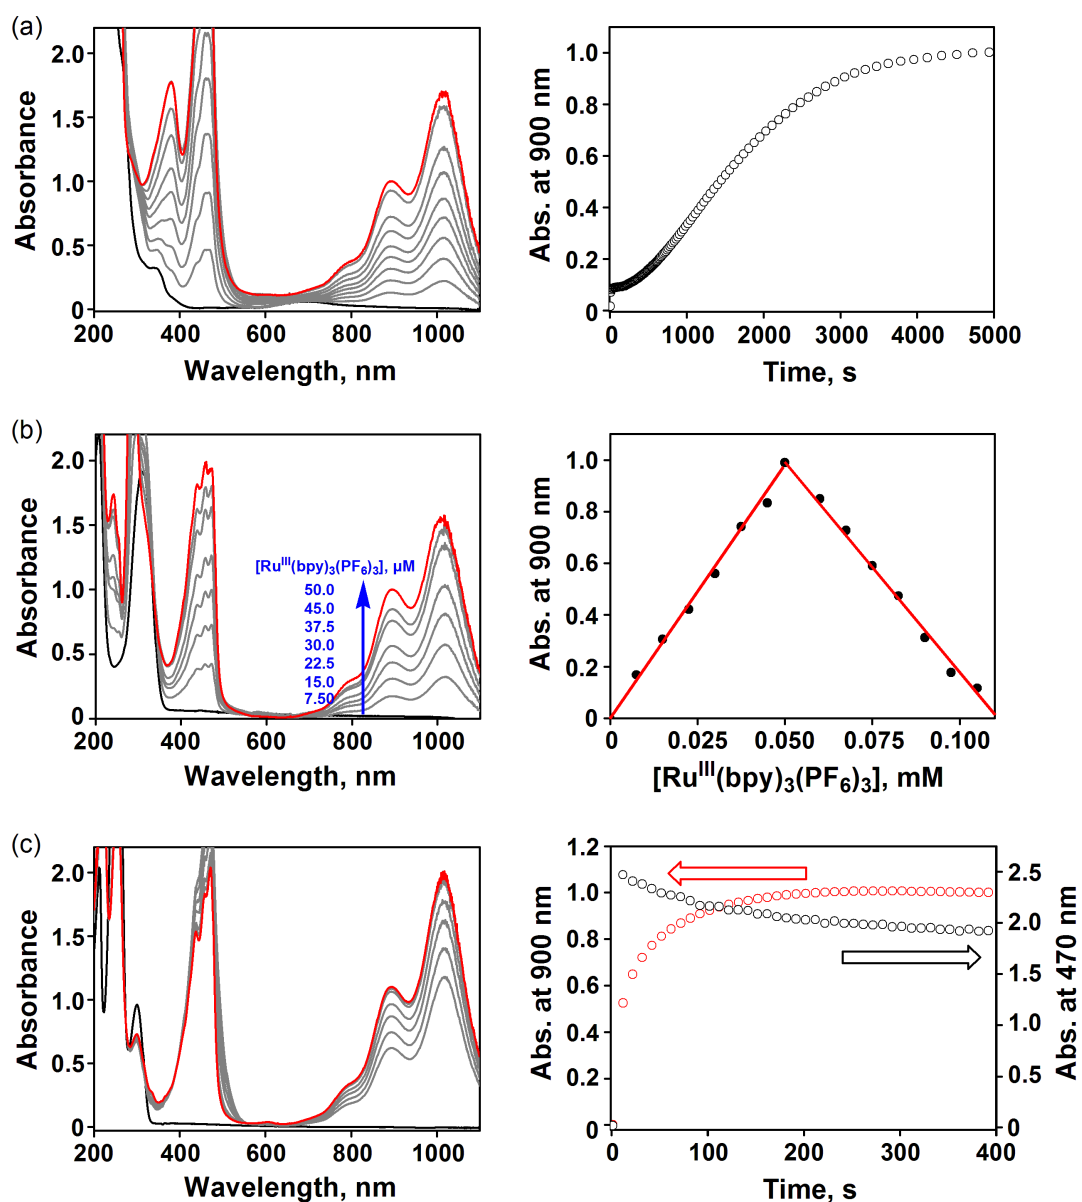 (a)
2.0
1.5
1.0
0.5
0
Absorbance
200 400 600 800 1000
Wavelength, nm
1.0
0.8
0.6
0.4
0.2
0
Abs. at 900 nm
0 1000 2000 3000 4000 5000
Time, s
(b)
2.0
1.5
1.0
0.5
0
Absorbance
[Ru^III(bpy)₃(PF₆)₃], μM
50.0
45.0
37.5
30.0
22.5
15.0
7.50
200 400 600 800 1000
Wavelength, nm
1.0
0.8
0.6
0.4
0.2
0
Abs. at 900 nm
0 0.025 0.050 0.075 0.100
[Ru^III(bpy)₃(PF₆)₃], mM
(c)
2.0
1.5
1.0
0.5
0
Absorbance
200 400 600 800 1000
Wavelength, nm
1.2
1.0
0.8
0.6
0.4
0.2
0
Abs. at 900 nm
2.5
2.0
1.5
1.0
0.5
0
Abs. at 470 nm
0 100 200 300 400
Time, s